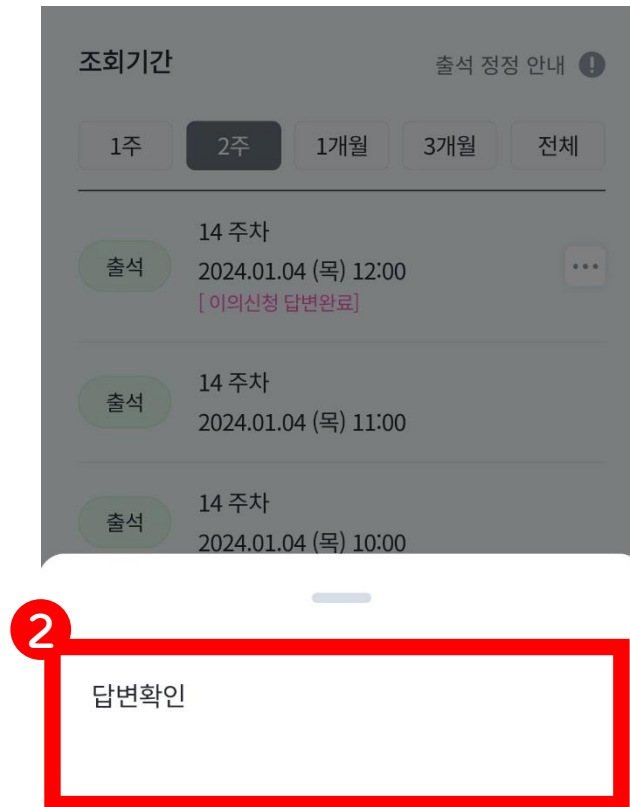 조회기간
출석 정정 안내 !
1주 2주 1개월 3개월 전체
14 주차
출석
2024.01.04 (목) 12:00
[ 이의신청 답변완료]
14 주차
출석
2024.01.04 (목) 11:00
14 주차
출석
2024.01.04 (목) 10:00
2
답변확인